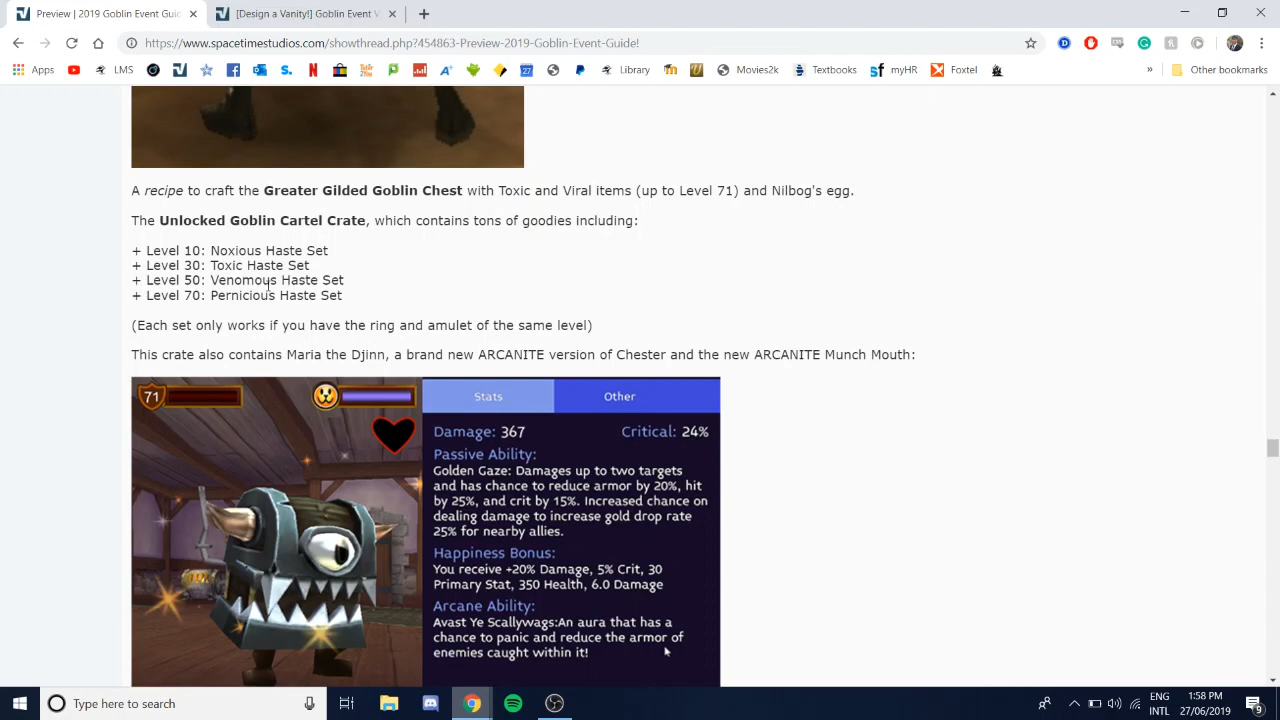 Preview | 2019 Goblin Event Guide
[Design a Vanity!] Goblin Event V
https://www.spacetimestudios.com/showthread.php?454863-Preview-2019-Goblin-Event-Guide!
Apps LMS Library Movies2k Textbooks myHR Foxtel » Other bookmarks
A recipe to craft the Greater Gilded Goblin Chest with Toxic and Viral items (up to Level 71) and Nilbog's egg.
The Unlocked Goblin Cartel Crate, which contains tons of goodies including:
+ Level 10: Noxious Haste Set
+ Level 30: Toxic Haste Set
+ Level 50: Venomous Haste Set
+ Level 70: Pernicious Haste Set
(Each set only works if you have the ring and amulet of the same level)
This crate also contains Maria the Djinn, a brand new ARCANITE version of Chester and the new ARCANITE Munch Mouth:
71
Stats Other
Damage: 367 Critical: 24%
Passive Ability:
Golden Gaze: Damages up to two targets
and has chance to reduce armor by 20%, hit
by 25%, and crit by 15%. Increased chance on
dealing damage to increase gold drop rate
25% for nearby allies.
Happiness Bonus:
You receive +20% Damage, 5% Crit, 30
Primary Stat, 350 Health, 6.0 Damage
Arcane Ability:
Avast Ye Scallywags:An aura that has a
chance to panic and reduce the armor of
enemies caught within it!
Type here to search
ENG
INTL
1:58 PM
27/06/2019